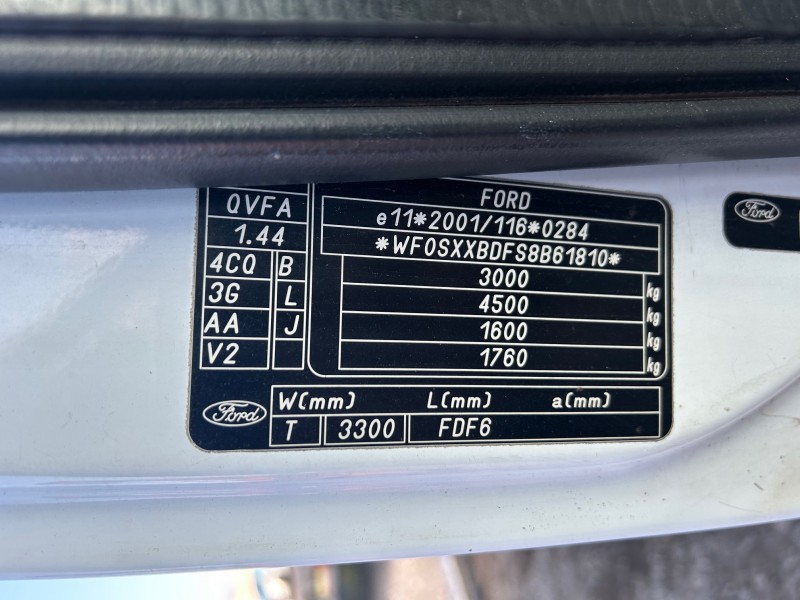 FORD
e11*2001/116*0284
*WF0SXXBDFS8B61810*
3000 kg
4500 kg
1600 kg
1760 kg
QVFA
1.44
4CQ B
3G L
AA J
V2
Ford
W(mm) L(mm) a(mm)
T 3300 FDF6
Ford